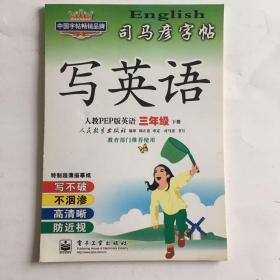 中国字帖畅销品牌
English
司马彦字帖
写英语
人教PEP版英语 三年级 下册
人民教育出版社
教育部门推荐使用
特制超薄描摹纸
写不破
不洇渗
高清晰
防近视
电子工业出版社